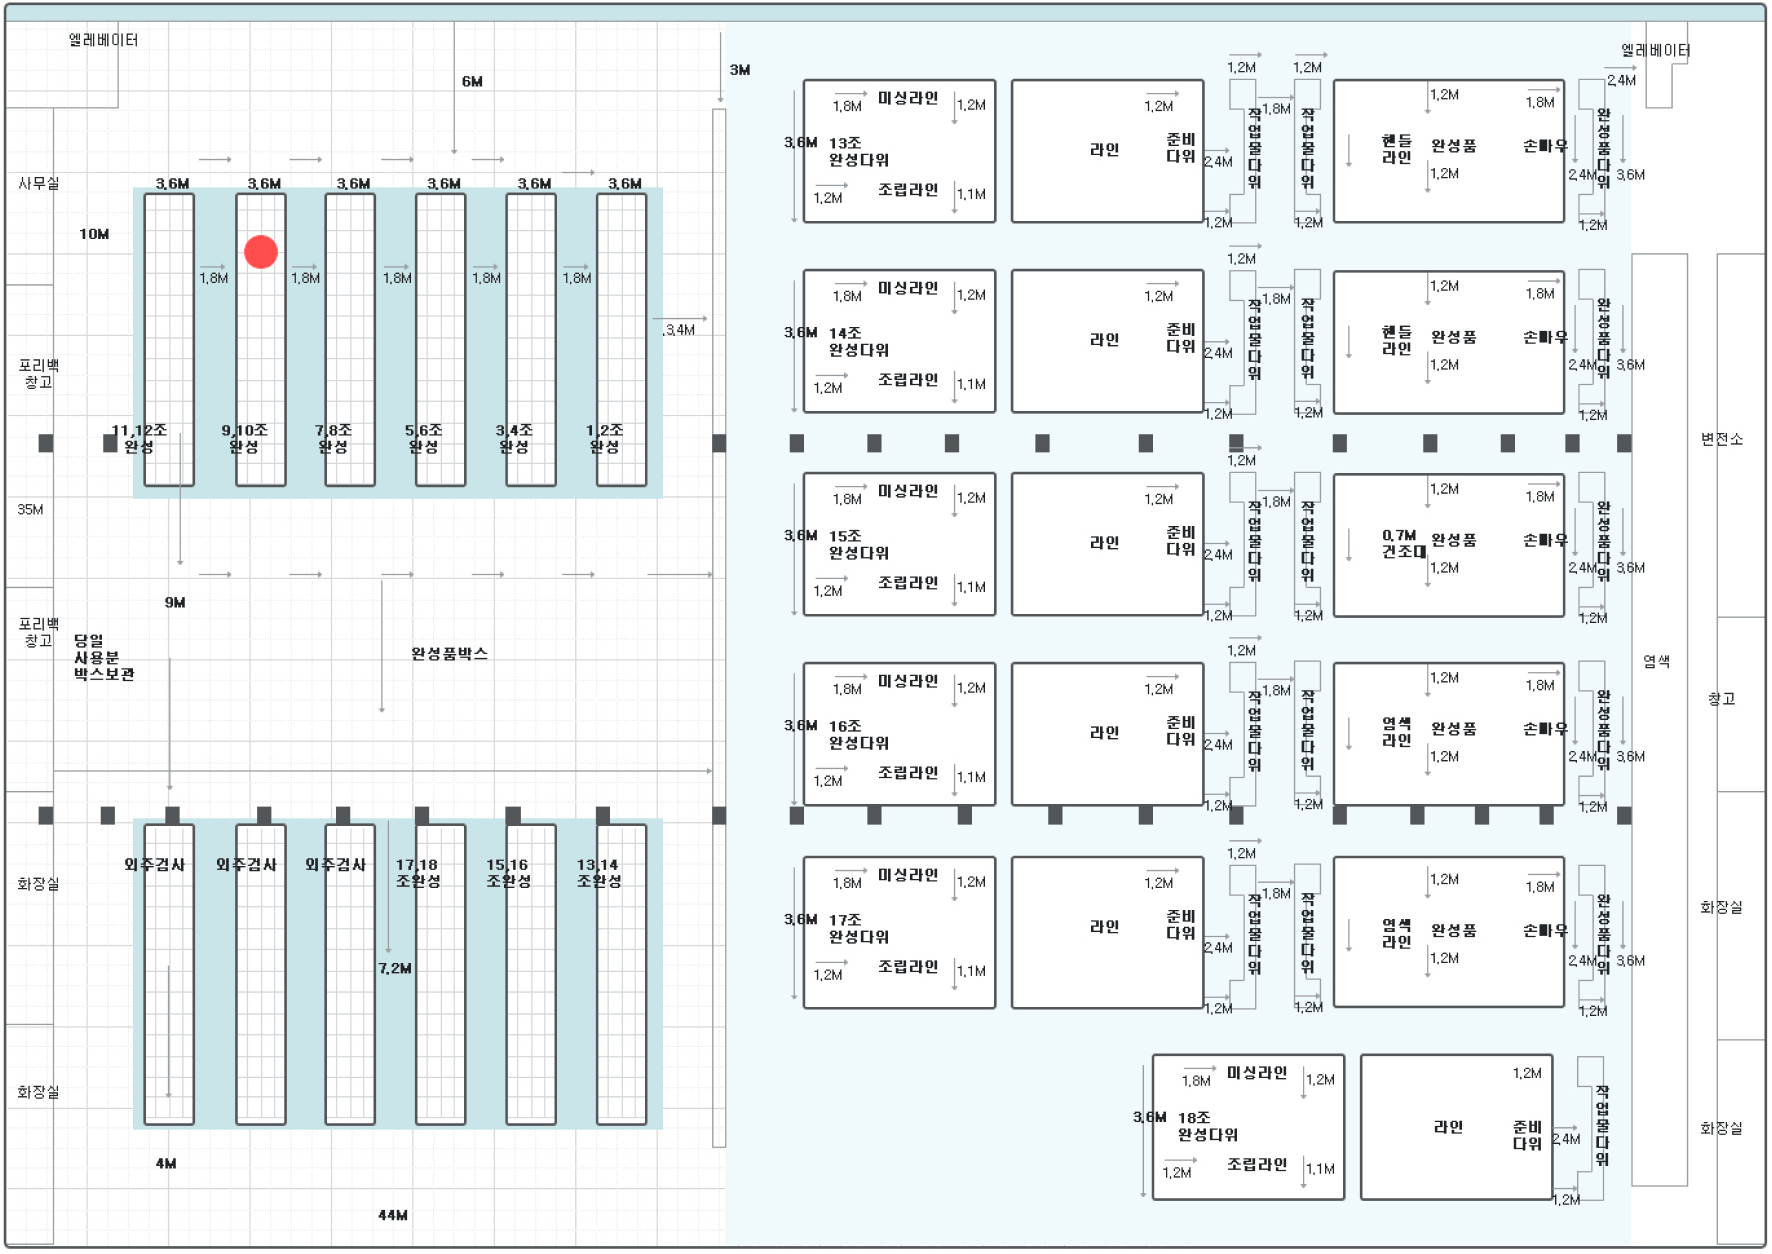 엘레베이터
6M
3M
사무실
10M
3,6M
3,6M
3,6M
3,6M
3,6M
3,6M
1,8M
1,8M
1,8M
1,8M
1,8M
3,4M
포리백
창고
11,12조
완성
9,10조
완성
7,8조
완성
5,6조
완성
3,4조
완성
1,2조
완성
35M
9M
포리백
창고
당일
사용분
박스보관
완성품박스
화장실
외주검사
외주검사
외주검사
17,18
조완성
15,16
조완성
13,14
조완성
7,2M
화장실
4M
44M
1,2M
1,2M
엘레베이터
2,4M
1,8M
미싱라인
1,2M
3,6M
13조
완성다위
1,2M
조립라인
1,1M
1,2M
라인
준비
다위
2,4M
1,2M
작업물다위
1,8M
작업물다위
1,2M
1,2M
핸들
라인
완성품
1,2M
1,8M
손빠우
2,4M
완성품다위
3,6M
1,2M
1,2M
1,8M
미싱라인
1,2M
3,6M
14조
완성다위
1,2M
조립라인
1,1M
1,2M
라인
준비
다위
2,4M
1,2M
작업물다위
1,8M
작업물다위
1,2M
1,2M
핸들
라인
완성품
1,2M
1,8M
손빠우
2,4M
완성품다위
3,6M
1,2M
변전소
1,2M
1,8M
미싱라인
1,2M
3,6M
15조
완성다위
1,2M
조립라인
1,1M
1,2M
라인
준비
다위
2,4M
1,2M
작업물다위
1,8M
작업물다위
1,2M
1,2M
0,7M
건조대
완성품
1,2M
1,8M
손빠우
2,4M
완성품다위
3,6M
1,2M
염색
창고
1,2M
1,8M
미싱라인
1,2M
3,6M
16조
완성다위
1,2M
조립라인
1,1M
1,2M
라인
준비
다위
2,4M
1,2M
작업물다위
1,8M
작업물다위
1,2M
1,2M
염색
라인
완성품
1,2M
1,8M
손빠우
2,4M
완성품다위
3,6M
1,2M
1,2M
1,8M
미싱라인
1,2M
3,6M
17조
완성다위
1,2M
조립라인
1,1M
1,2M
라인
준비
다위
2,4M
1,2M
작업물다위
1,8M
작업물다위
1,2M
1,2M
염색
라인
완성품
1,2M
1,8M
손빠우
2,4M
완성품다위
3,6M
1,2M
화장실
1,8M
미싱라인
1,2M
3,6M
18조
완성다위
1,2M
조립라인
1,1M
1,2M
라인
준비
다위
2,4M
1,2M
작업물다위
화장실